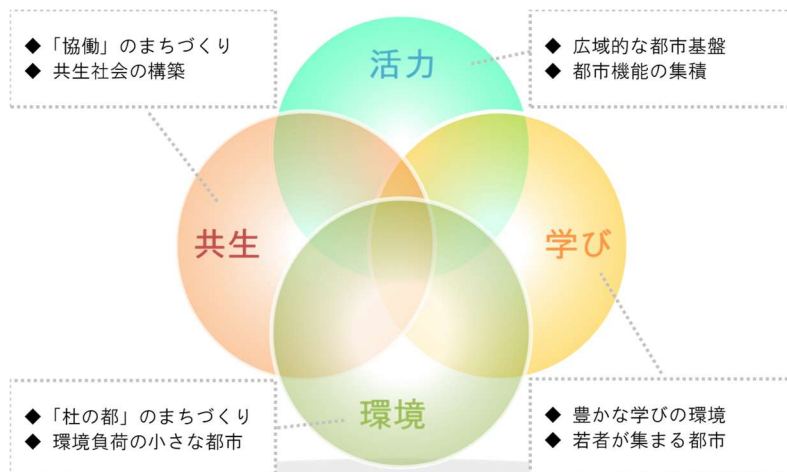 ◆ 「協働」のまちづくり
◆ 共生社会の構築
活力
◆ 広域的な都市基盤
◆ 都市機能の集積
共生
学び
◆ 「杜の都」のまちづくり
◆ 環境負荷の小さな都市
環境
◆ 豊かな学びの環境
◆ 若者が集まる都市